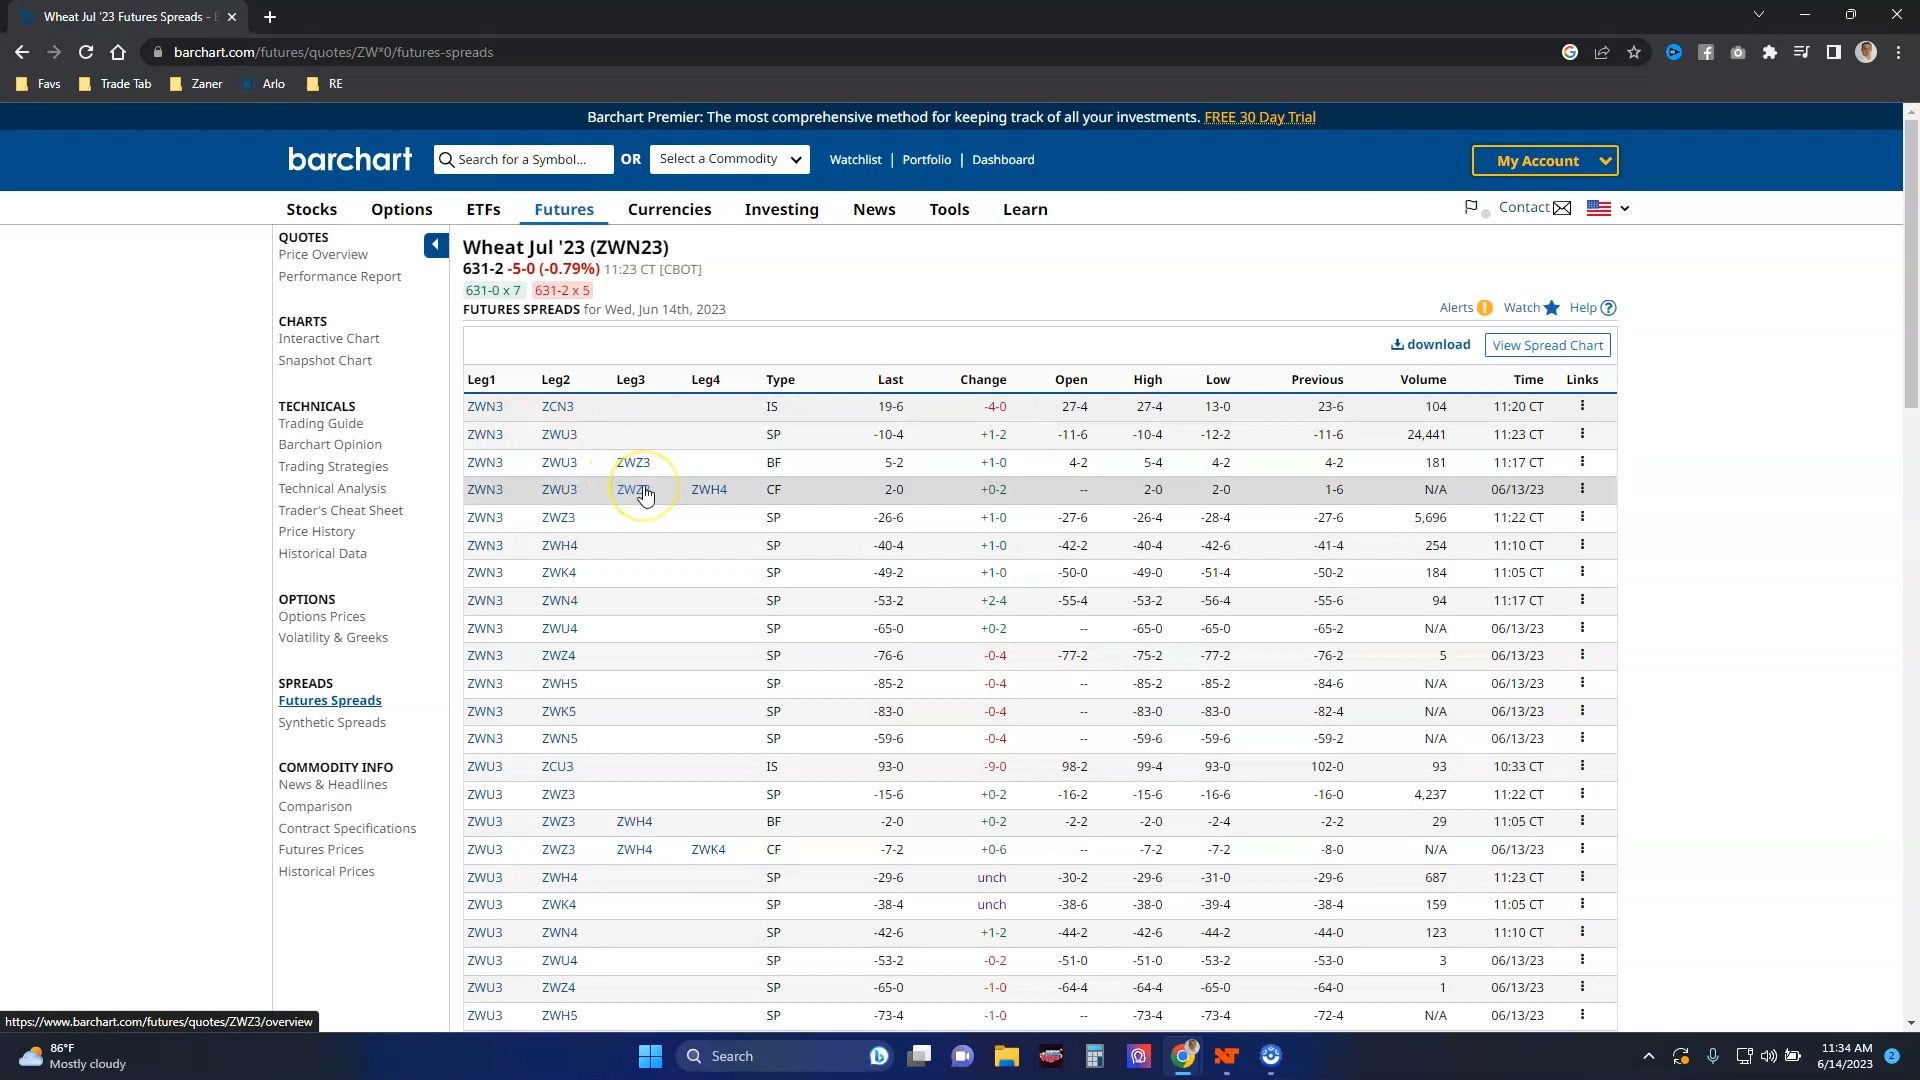 Wheat Jul '23 Futures Spreads -
barchart.com/futures/quotes/ZW*0/futures-spreads
Favs Trade Tab Zaner Arlo RE
Barchart Premier: The most comprehensive method for keeping track of all your investments. FREE 30 Day Trial
barchart Search for a Symbol... OR Select a Commodity Watchlist | Portfolio | Dashboard My Account
Stocks Options ETFs Futures Currencies Investing News Tools Learn Contact
QUOTES
Price Overview
Performance Report
CHARTS
Interactive Chart
Snapshot Chart
TECHNICALS
Trading Guide
Barchart Opinion
Trading Strategies
Technical Analysis
Trader's Cheat Sheet
Price History
Historical Data
OPTIONS
Options Prices
Volatility & Greeks
SPREADS
Futures Spreads
Synthetic Spreads
COMMODITY INFO
News & Headlines
Comparison
Contract Specifications
Futures Prices
Historical Prices
Wheat Jul '23 (ZWN23)
631-2 -5-0 (-0.79%) 11:23 CT [CBOT]
631-0 x 7 631-2 x 5
FUTURES SPREADS for Wed, Jun 14th, 2023
Alerts Watch Help
download View Spread Chart
Leg1 Leg2 Leg3 Leg4 Type Last Change Open High Low Previous Volume Time Links
ZWN3 ZCN3 IS 19-6 -4-0 27-4 27-4 13-0 23-6 104 11:20 CT
ZWN3 ZWU3 SP -10-4 +1-2 -11-6 -10-4 -12-2 -11-6 24,441 11:23 CT
ZWN3 ZWU3 ZWZ3 BF 5-2 +1-0 4-2 5-4 4-2 4-2 181 11:17 CT
ZWN3 ZWU3 ZWZ3 ZWH4 CF 2-0 +0-2 -- 2-0 2-0 1-6 N/A 06/13/23
ZWN3 ZWZ3 SP -26-6 +1-0 -27-6 -26-4 -28-4 -27-6 5,696 11:22 CT
ZWN3 ZWH4 SP -40-4 +1-0 -42-2 -40-4 -42-6 -41-4 254 11:10 CT
ZWN3 ZWK4 SP -49-2 +1-0 -50-0 -49-0 -51-4 -50-2 184 11:05 CT
ZWN3 ZWN4 SP -53-2 +2-4 -55-4 -53-2 -56-4 -55-6 94 11:17 CT
ZWN3 ZWU4 SP -65-0 +0-2 -- -65-0 -65-0 -65-2 N/A 06/13/23
ZWN3 ZWZ4 SP -76-6 -0-4 -77-2 -75-2 -77-2 -76-2 5 06/13/23
ZWN3 ZWH5 SP -85-2 -0-4 -- -85-2 -85-2 -84-6 N/A 06/13/23
ZWN3 ZWK5 SP -83-0 -0-4 -- -83-0 -83-0 -82-4 N/A 06/13/23
ZWN3 ZWN5 SP -59-6 -0-4 -- -59-6 -59-6 -59-2 N/A 06/13/23
ZWU3 ZCU3 IS 93-0 -9-0 98-2 99-4 93-0 102-0 93 10:33 CT
ZWU3 ZWZ3 SP -15-6 +0-2 -16-2 -15-6 -16-6 -16-0 4,237 11:22 CT
ZWU3 ZWZ3 ZWH4 BF -2-0 +0-2 -2-2 -2-0 -2-4 -2-2 29 11:05 CT
ZWU3 ZWZ3 ZWH4 ZWK4 CF -7-2 +0-6 -- -7-2 -7-2 -8-0 N/A 06/13/23
ZWU3 ZWH4 SP -29-6 unch -30-2 -29-6 -31-0 -29-6 687 11:23 CT
ZWU3 ZWK4 SP -38-4 unch -38-6 -38-0 -39-4 -38-4 159 11:05 CT
ZWU3 ZWN4 SP -42-6 +1-2 -44-2 -42-6 -44-2 -44-0 123 11:10 CT
ZWU3 ZWU4 SP -53-2 -0-2 -51-0 -51-0 -53-2 -53-0 3 06/13/23
ZWU3 ZWZ4 SP -65-0 -1-0 -64-4 -64-4 -65-0 -64-0 1 06/13/23
ZWU3 ZWH5 SP -73-4 -1-0 -- -73-4 -73-4 -72-4 N/A 06/13/23
https://www.barchart.com/futures/quotes/ZWZ3/overview
86°F
Mostly cloudy
Search
11:34 AM
6/14/2023
2